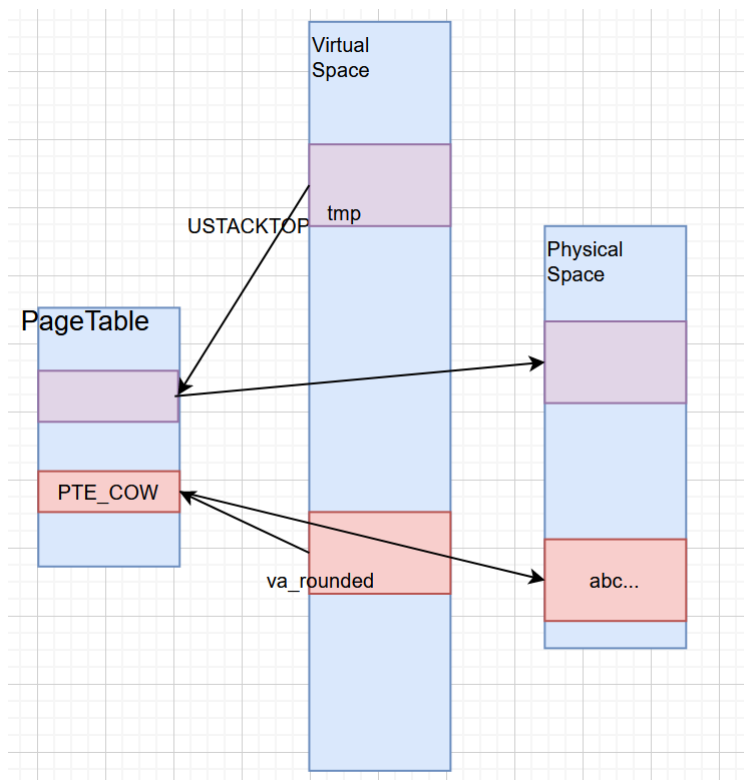 Virtual
Space
tmp
USTACKTOP
Physical
Space
PageTable
PTE_COW
va_rounded
abc...